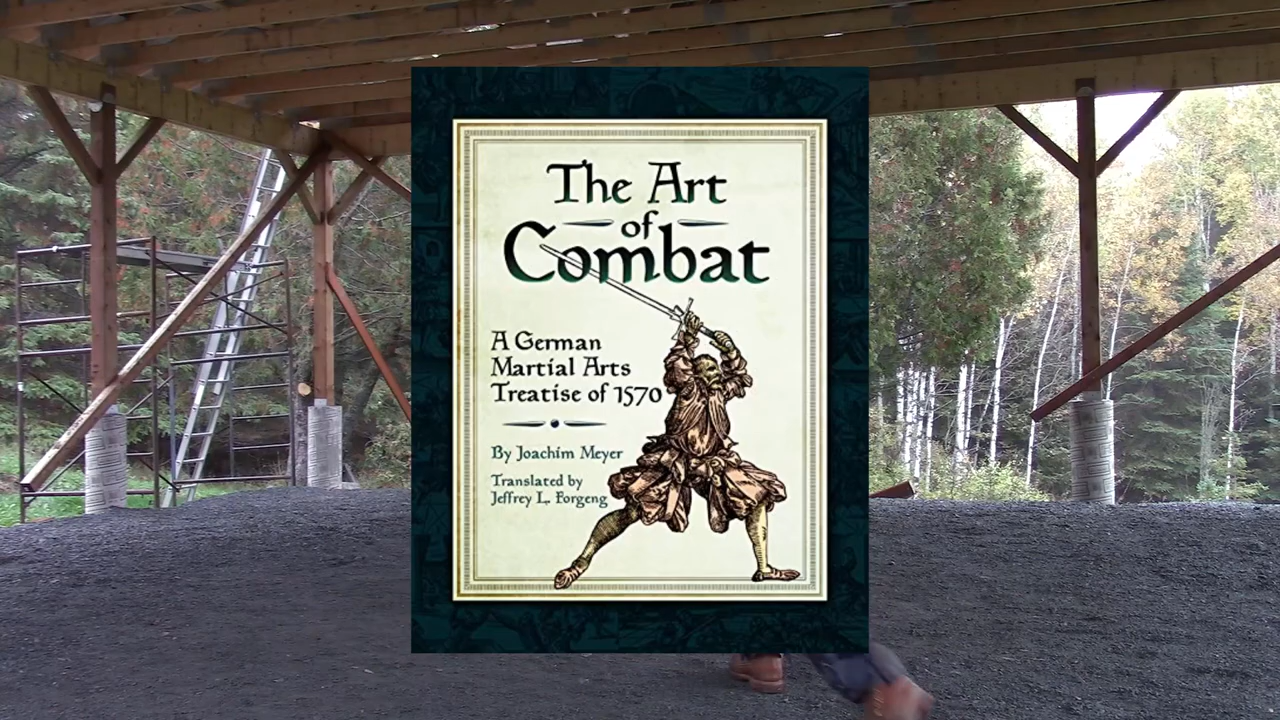 The Art
of
Combat
A German
Martial Arts
Treatise of 1570
By Joachim Meyer
Translated by
Jeffrey L. Forgeng